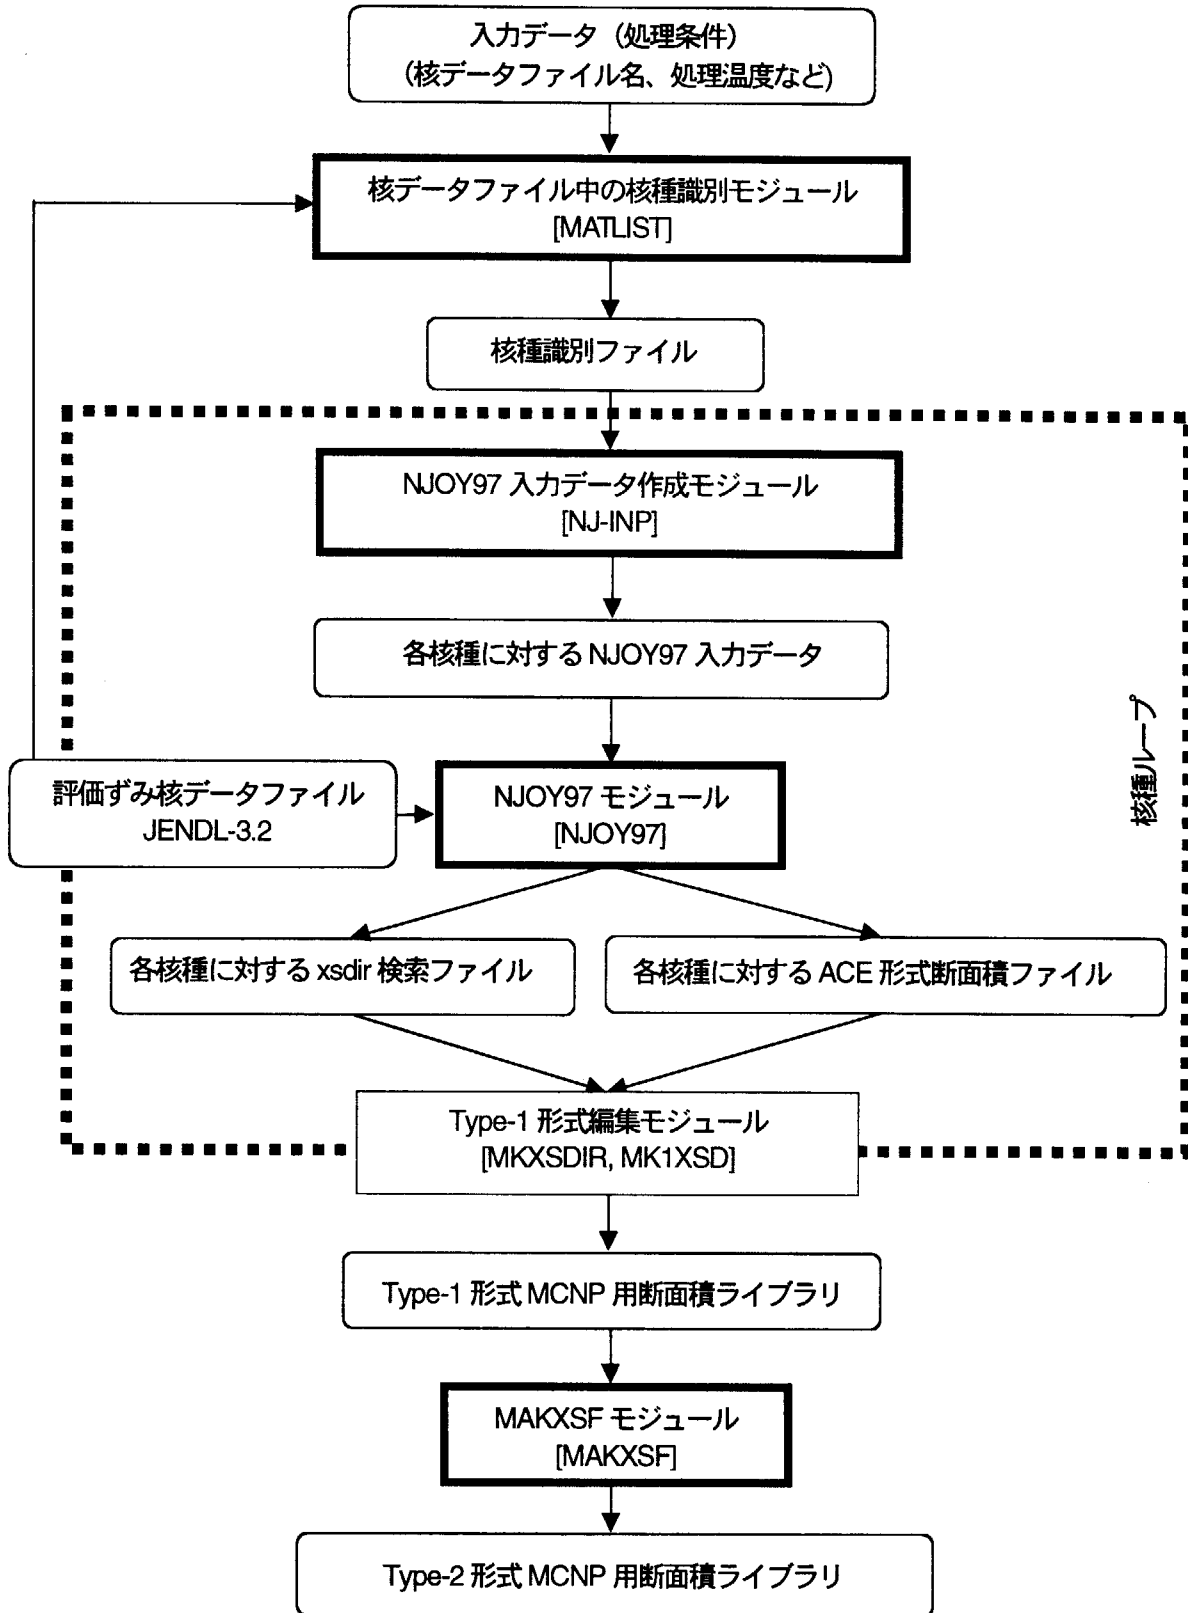 入力データ（処理条件）
（核データファイル名、処理温度など）
核データファイル中の核種識別モジュール
[MATLIST]
核種識別ファイル
NJOY97 入力データ作成モジュール
[NJ-INP]
各核種に対する NJOY97 入力データ
核種ループ
評価ずみ核データファイル
JENDL-3.2
NJOY97 モジュール
[NJOY97]
各核種に対する xsdir 検索ファイル
各核種に対する ACE 形式断面積ファイル
Type-1 形式編集モジュール
[MKXSDIR, MK1XSD]
Type-1 形式 MCNP 用断面積ライブラリ
MAKXSF モジュール
[MAKXSF]
Type-2 形式 MCNP 用断面積ライブラリ